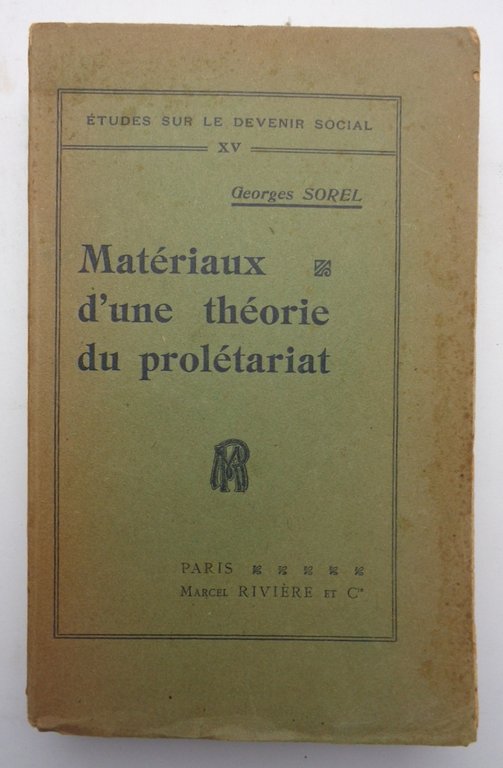 ÉTUDES SUR LE DEVENIR SOCIAL
XV
Georges SOREL
Matériaux
d'une théorie
du prolétariat
MR
PARIS
MARCEL RIVIÈRE ET Cie